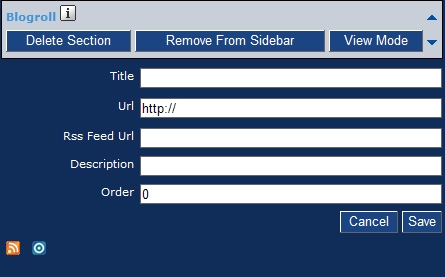 Blogroll i
Delete Section Remove From Sidebar View Mode
Title
Url http://
Rss Feed Url
Description
Order 0
Cancel Save